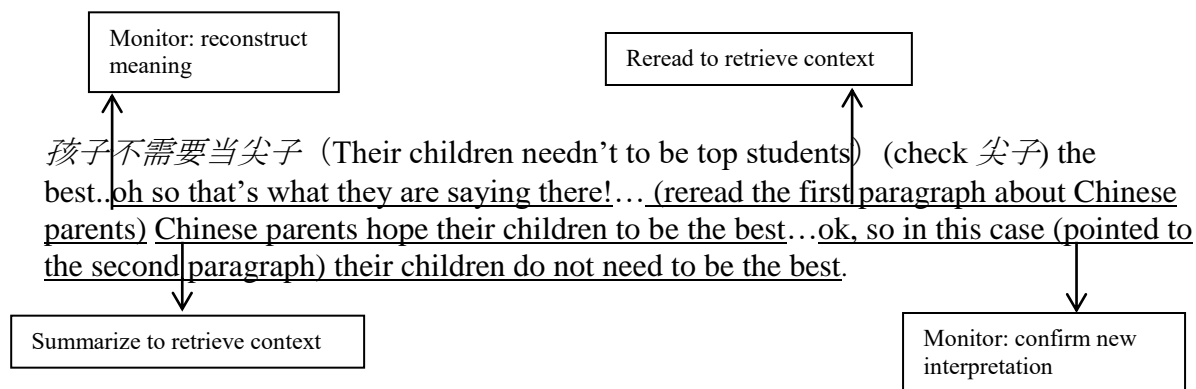 Monitor: reconstruct
meaning
Reread to retrieve context
孩子不需要当尖子（Their children needn't to be top students）(check 尖子) the
best..oh so that's what they are saying there!… (reread the first paragraph about Chinese
parents) Chinese parents hope their children to be the best…ok, so in this case (pointed to
the second paragraph) their children do not need to be the best.
Summarize to retrieve context
Monitor: confirm new
interpretation